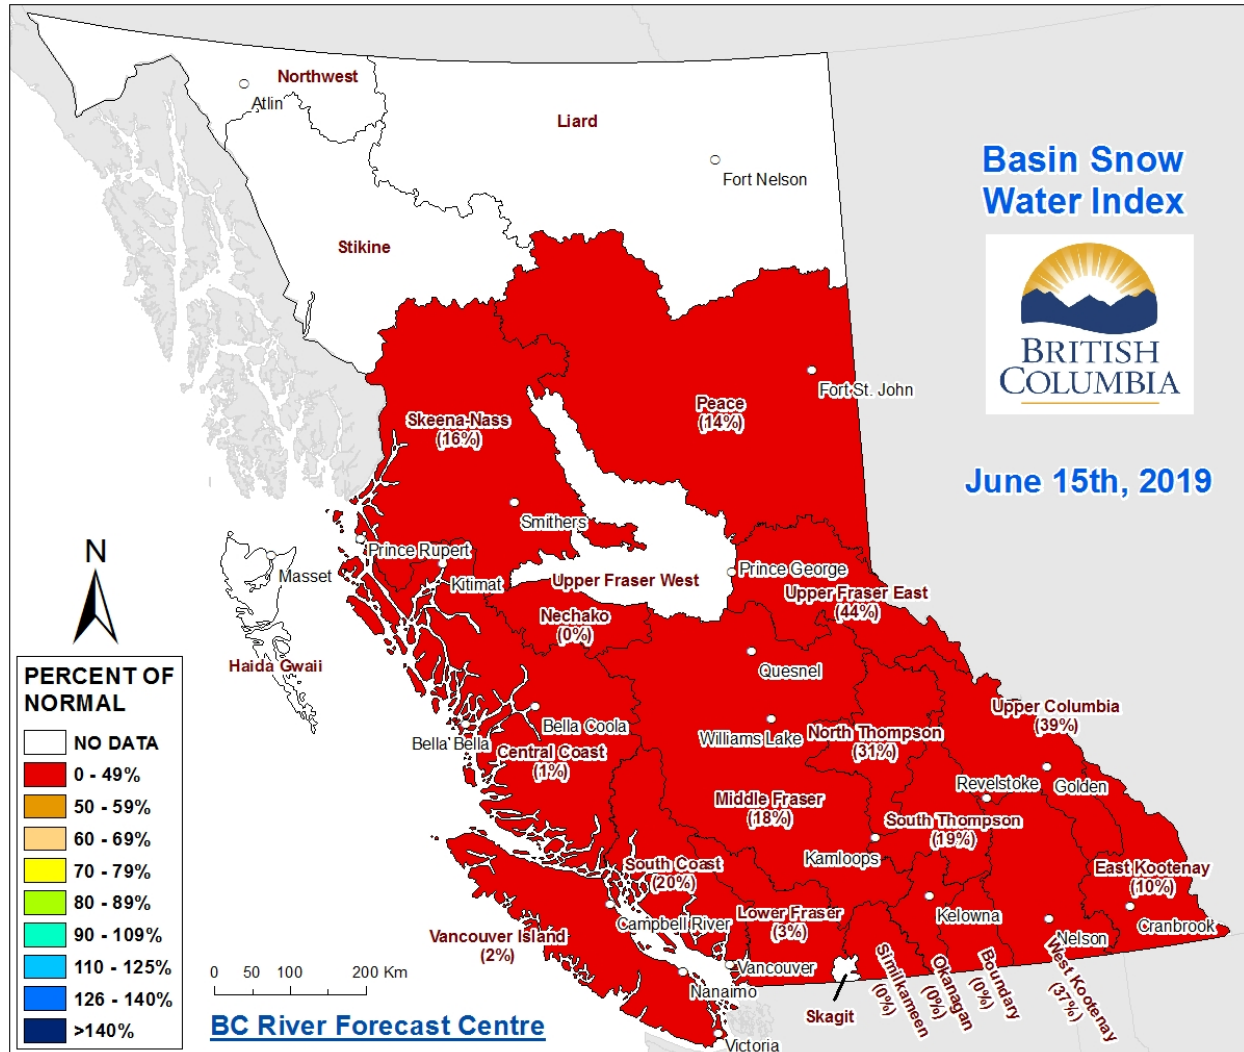 Northwest
Atlin
Liard
Fort Nelson
Basin Snow
Water Index
Stikine
BRITISH
COLUMBIA
Fort St. John
Peace
(14%)
Skeena-Nass
(16%)
June 15th, 2019
Smithers
N
Prince Rupert
Masset
Kitimat
Upper Fraser West
Prince George
Upper Fraser East
(44%)
Nechako
(0%)
Haida Gwaii
Quesnel
Upper Columbia
(39%)
Bella Coola
Bella Bella
Williams Lake
North Thompson
(31%)
Central Coast
(1%)
Revelstoke
Golden
Middle Fraser
(18%)
South Thompson
(19%)
Kamloops
South Coast
(20%)
East Kootenay
(10%)
Campbell River
Lower Fraser
(3%)
Kelowna
Cranbrook
Nelson
Vancouver Island
(2%)
Vancouver
Nanaimo
Skagit
Similkameen
(0%)
Okanagan
(0%)
Boundary
(0%)
West Kootenay
(37%)
Victoria
PERCENT OF
NORMAL
NO DATA
0 - 49%
50 - 59%
60 - 69%
70 - 79%
80 - 89%
90 - 109%
110 - 125%
126 - 140%
>140%
0 50 100 200 Km
BC River Forecast Centre